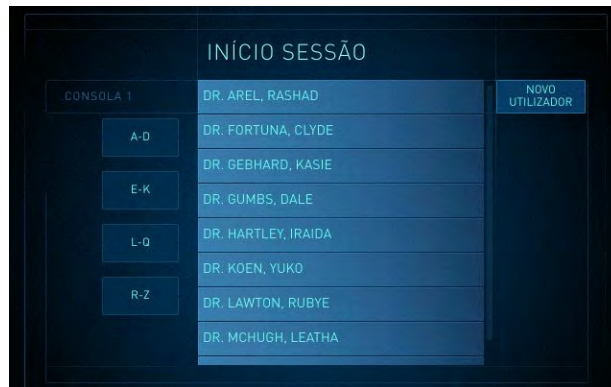 INÍCIO SESSÃO
CONSOLA 1
A-D
E-K
L-Q
R-Z
DR. AREL, RASHAD
DR. FORTUNA, CLYDE
DR. GEBHARD, KASIE
DR. GUMBS, DALE
DR. HARTLEY, IRAIDA
DR. KOEN, YUKO
DR. LAWTON, RUBYE
DR. MCHUGH, LEATHA
NOVO
UTILIZADOR